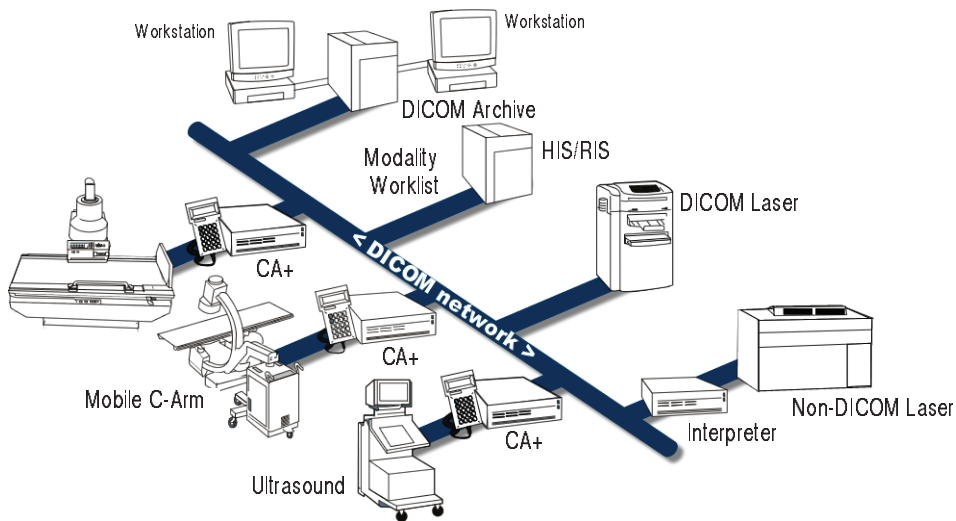 Workstation
Workstation
DICOM Archive
HIS/RIS
Modality
Worklist
DICOM Laser
CA+
< DICOM network >
CA+
Mobile C-Arm
Non-DICOM Laser
Interpreter
CA+
Ultrasound